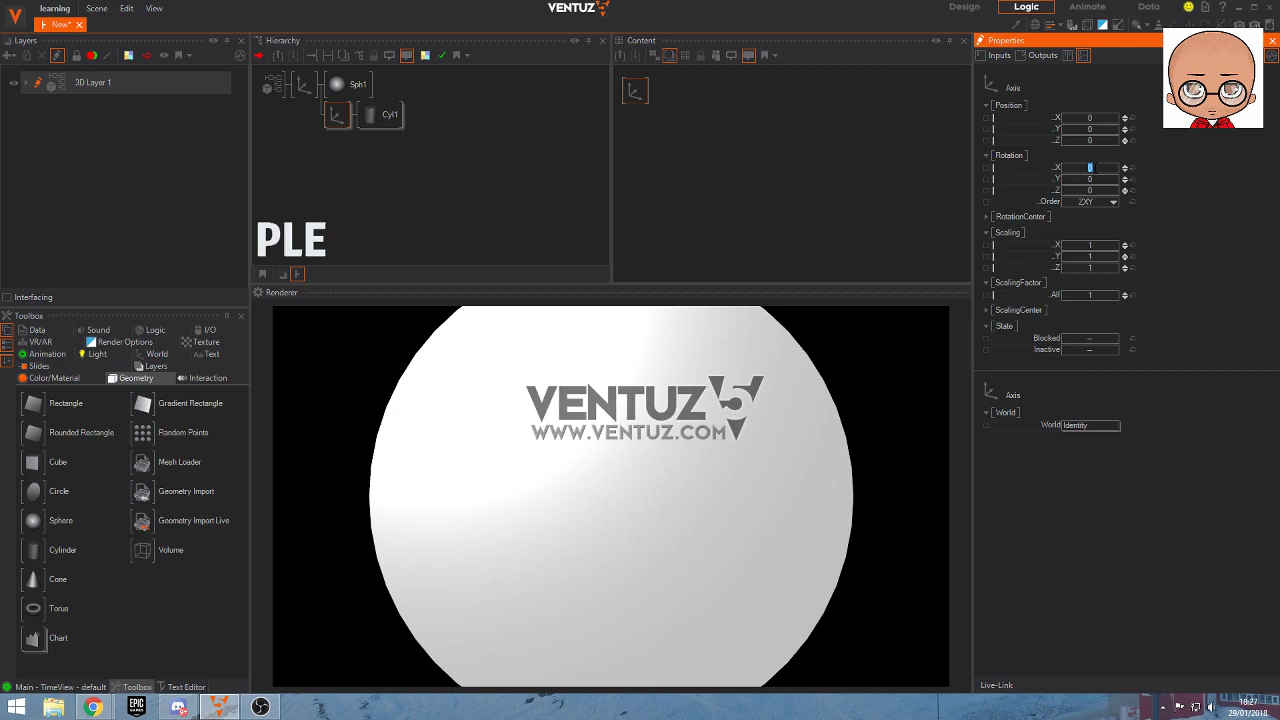 VENTUZ 5
learning Scene Edit View
Design Logic Animate Data
New* ×
Layers
3D Layer 1
Interfacing
Hierarchy
Sph1
Cyl1
PLE
Content
Renderer
VENTUZ 5
WWW.VENTUZ.COM
Toolbox
Data Sound Logic I/O
VR/AR Render Options Texture
Animation Light World Text
Slides Layers
Color/Material Geometry Interaction
Rectangle Gradient Rectangle
Rounded Rectangle Random Points
Cube Mesh Loader
Circle Geometry Import
Sphere Geometry Import Live
Cylinder Volume
Cone
Torus
Chart
Main - TimeView - default Toolbox Text Editor
Properties
Inputs Outputs
Axis
Position
..X 0
..Y 0
..Z 0
Rotation
..X 0
..Y 0
..Z 0
..Order ZXY
RotationCenter
Scaling
..X 1
..Y 1
..Z 1
ScalingFactor
..All 1
ScalingCenter
State
Blocked --
Inactive --
Axis
World
World Identity
Live-Link
EPIC GAMES
18:27
29/01/2018